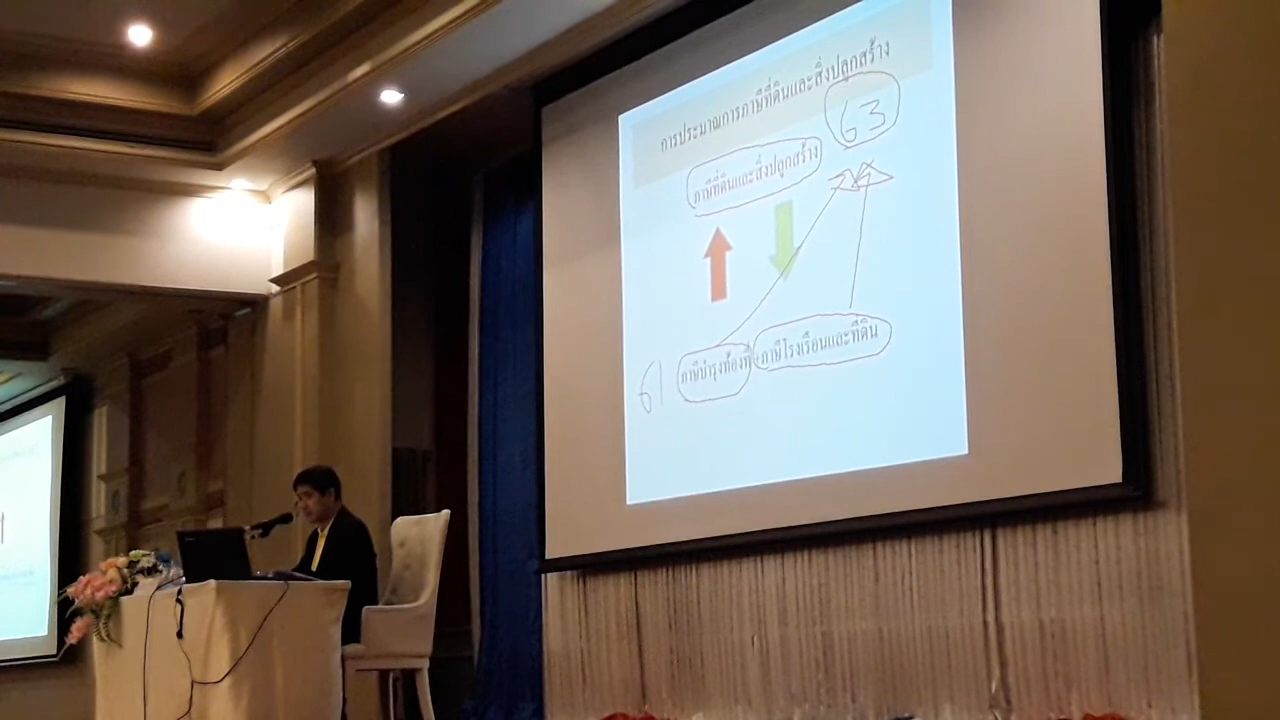 การประมาณการภาษีที่ดินและสิ่งปลูกสร้าง
63
ภาษีที่ดินและสิ่งปลูกสร้าง
61 ภาษีบำรุงท้องที่+ภาษีโรงเรือนและที่ดิน